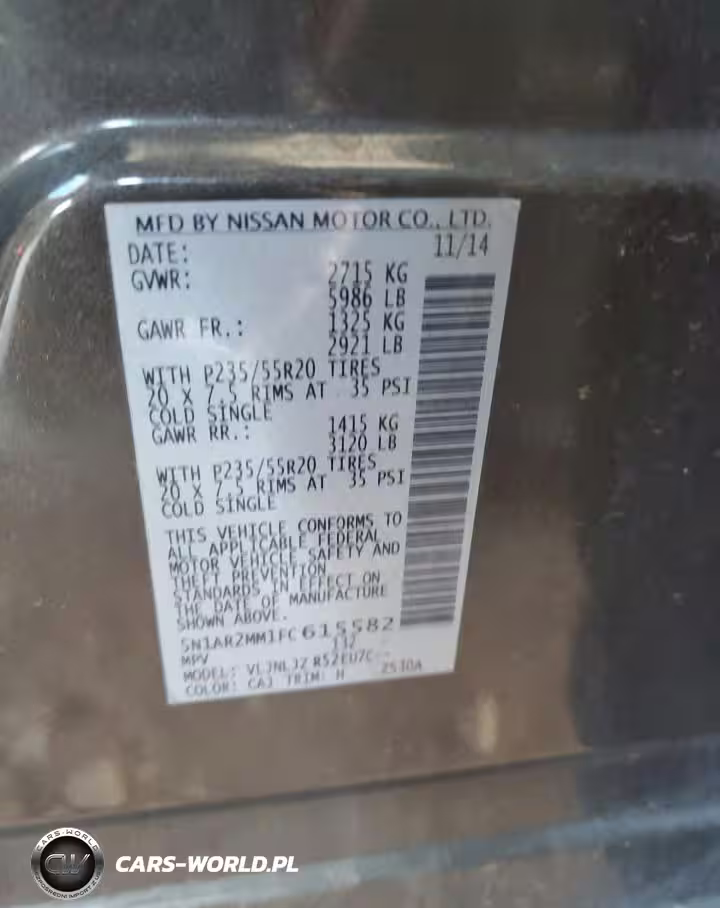 MFD BY NISSAN MOTOR CO., LTD.
DATE: 11/14
GVWR: 2715 KG
5986 LB
GAWR FR.: 1325 KG
2921 LB
WITH P235/55R20 TIRES
20 X 7.5 RIMS AT 35 PSI
COLD SINGLE
GAWR RR.: 1415 KG
3120 LB
WITH P235/55R20 TIRES
20 X 7.5 RIMS AT 35 PSI
COLD SINGLE
THIS VEHICLE CONFORMS TO
ALL APPLICABLE FEDERAL
MOTOR VEHICLE SAFETY AND
THEFT PREVENTION
STANDARDS IN EFFECT ON
THE DATE OF MANUFACTURE
SHOWN ABOVE.
5N1AR2MM1FC615582
MPV
MODEL:
COLOR: CAJ TRIM: H
CARS-WORLD
CW
CARS-WORLD.PL